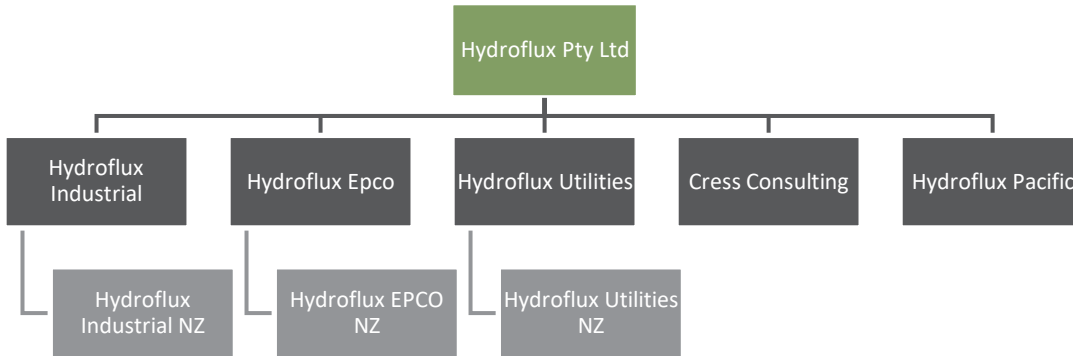 Hydroflux Pty Ltd
Hydroflux
Industrial
Hydroflux Epco
Hydroflux Utilities
Cress Consulting
Hydroflux Pacific
Hydroflux
Industrial NZ
Hydroflux EPCO
NZ
Hydroflux Utilities
NZ